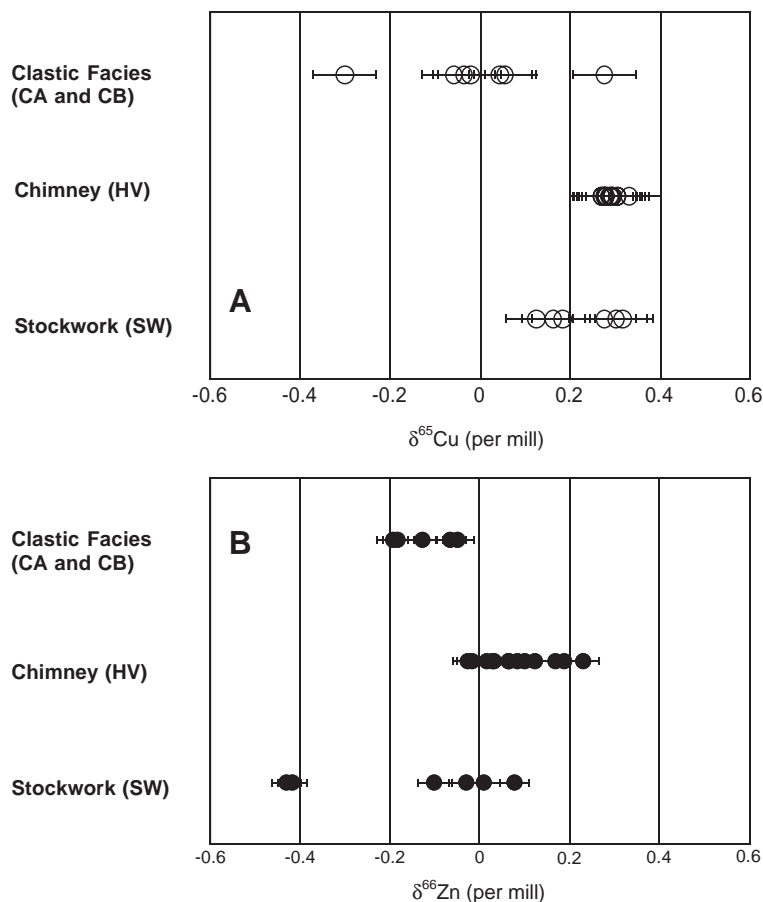 Clastic Facies
(CA and CB)
Chimney (HV)
Stockwork (SW)
A
-0.6 -0.4 -0.2 0 0.2 0.4 0.6
δ⁶⁵Cu (per mill)
Clastic Facies
(CA and CB)
B
Chimney (HV)
Stockwork (SW)
-0.6 -0.4 -0.2 0 0.2 0.4 0.6
δ⁶⁶Zn (per mill)